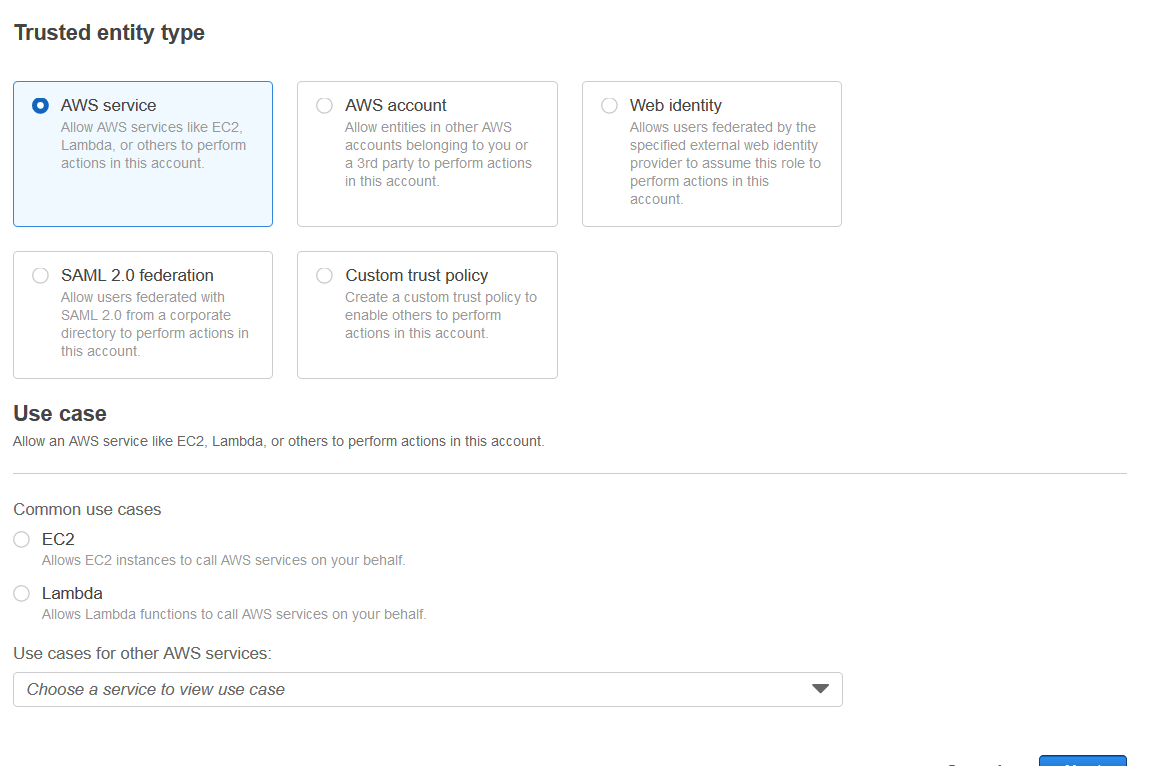 Trusted entity type
AWS service
Allow AWS services like EC2,
Lambda, or others to perform
actions in this account.
AWS account
Allow entities in other AWS
accounts belonging to you or
a 3rd party to perform actions
in this account.
Web identity
Allows users federated by the
specified external web identity
provider to assume this role to
perform actions in this
account.
SAML 2.0 federation
Allow users federated with
SAML 2.0 from a corporate
directory to perform actions in
this account.
Custom trust policy
Create a custom trust policy to
enable others to perform
actions in this account.
Use case
Allow an AWS service like EC2, Lambda, or others to perform actions in this account.
Common use cases
EC2
Allows EC2 instances to call AWS services on your behalf.
Lambda
Allows Lambda functions to call AWS services on your behalf.
Use cases for other AWS services:
Choose a service to view use case